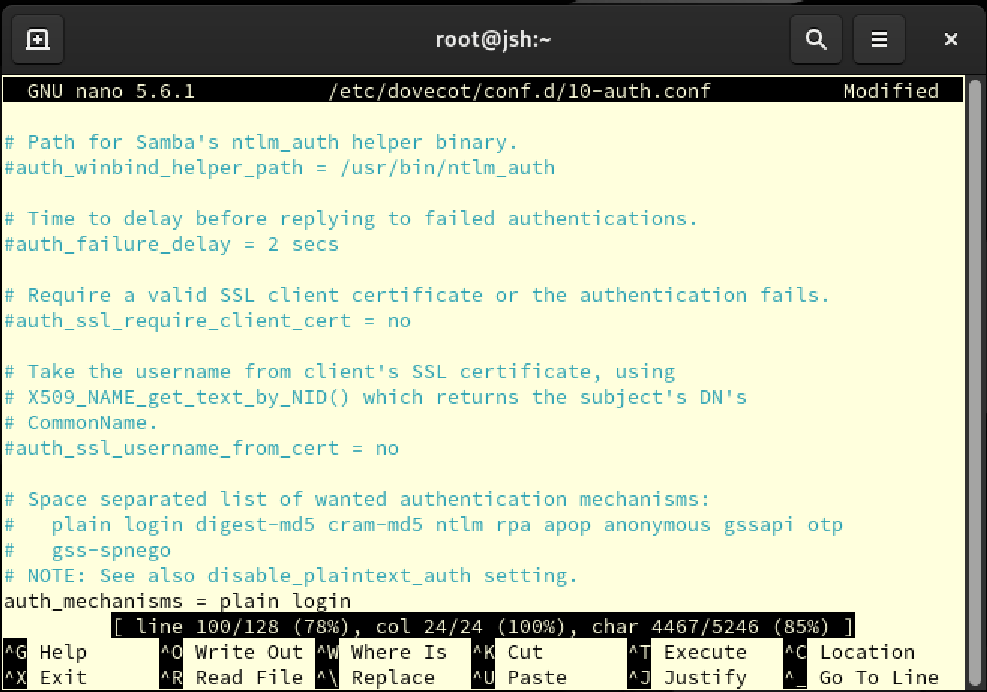 root@jsh:~
GNU nano 5.6.1 /etc/dovecot/conf.d/10-auth.conf Modified
# Path for Samba's ntlm_auth helper binary.
#auth_winbind_helper_path = /usr/bin/ntlm_auth
# Time to delay before replying to failed authentications.
#auth_failure_delay = 2 secs
# Require a valid SSL client certificate or the authentication fails.
#auth_ssl_require_client_cert = no
# Take the username from client's SSL certificate, using
# X509_NAME_get_text_by_NID() which returns the subject's DN's
# CommonName.
#auth_ssl_username_from_cert = no
# Space separated list of wanted authentication mechanisms:
#   plain login digest-md5 cram-md5 ntlm rpa apop anonymous gssapi otp
#   gss-spnego
# NOTE: See also disable_plaintext_auth setting.
auth_mechanisms = plain login
[ line 100/128 (78%), col 24/24 (100%), char 4467/5246 (85%) ]
^G Help ^O Write Out ^W Where Is ^K Cut ^T Execute ^C Location
^X Exit ^R Read File ^\ Replace ^U Paste ^J Justify ^_ Go To Line